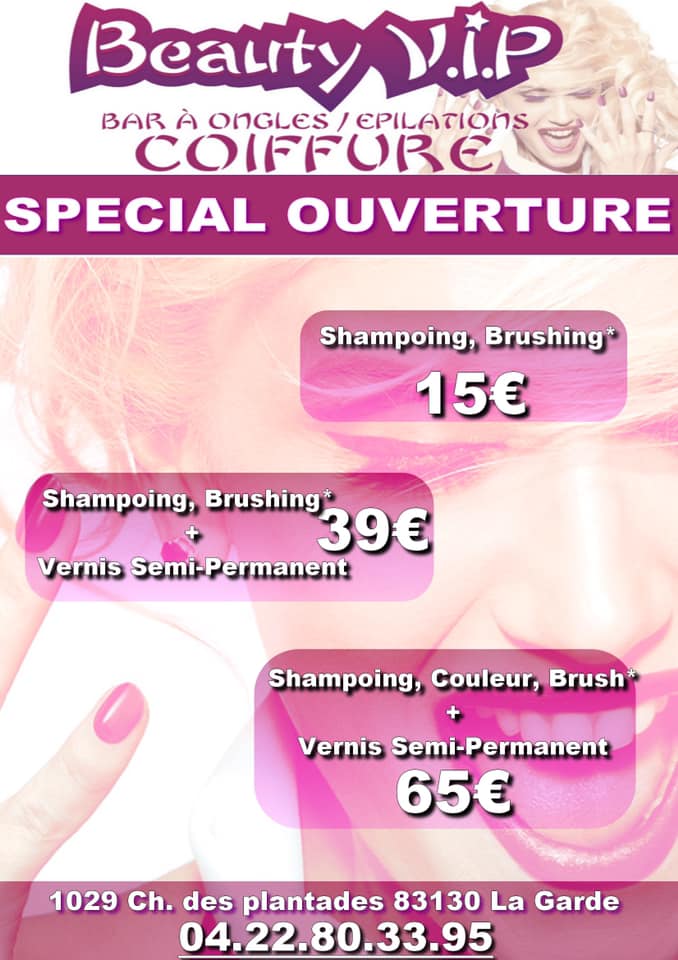 Beauty V.I.P
BAR À ONGLES / EPILATIONS
COIFFURE
SPECIAL OUVERTURE
Shampoing, Brushing*
15€
Shampoing, Brushing*
+
Vernis Semi-Permanent
39€
Shampoing, Couleur, Brush*
+
Vernis Semi-Permanent
65€
1029 Ch. des plantades 83130 La Garde
04.22.80.33.95